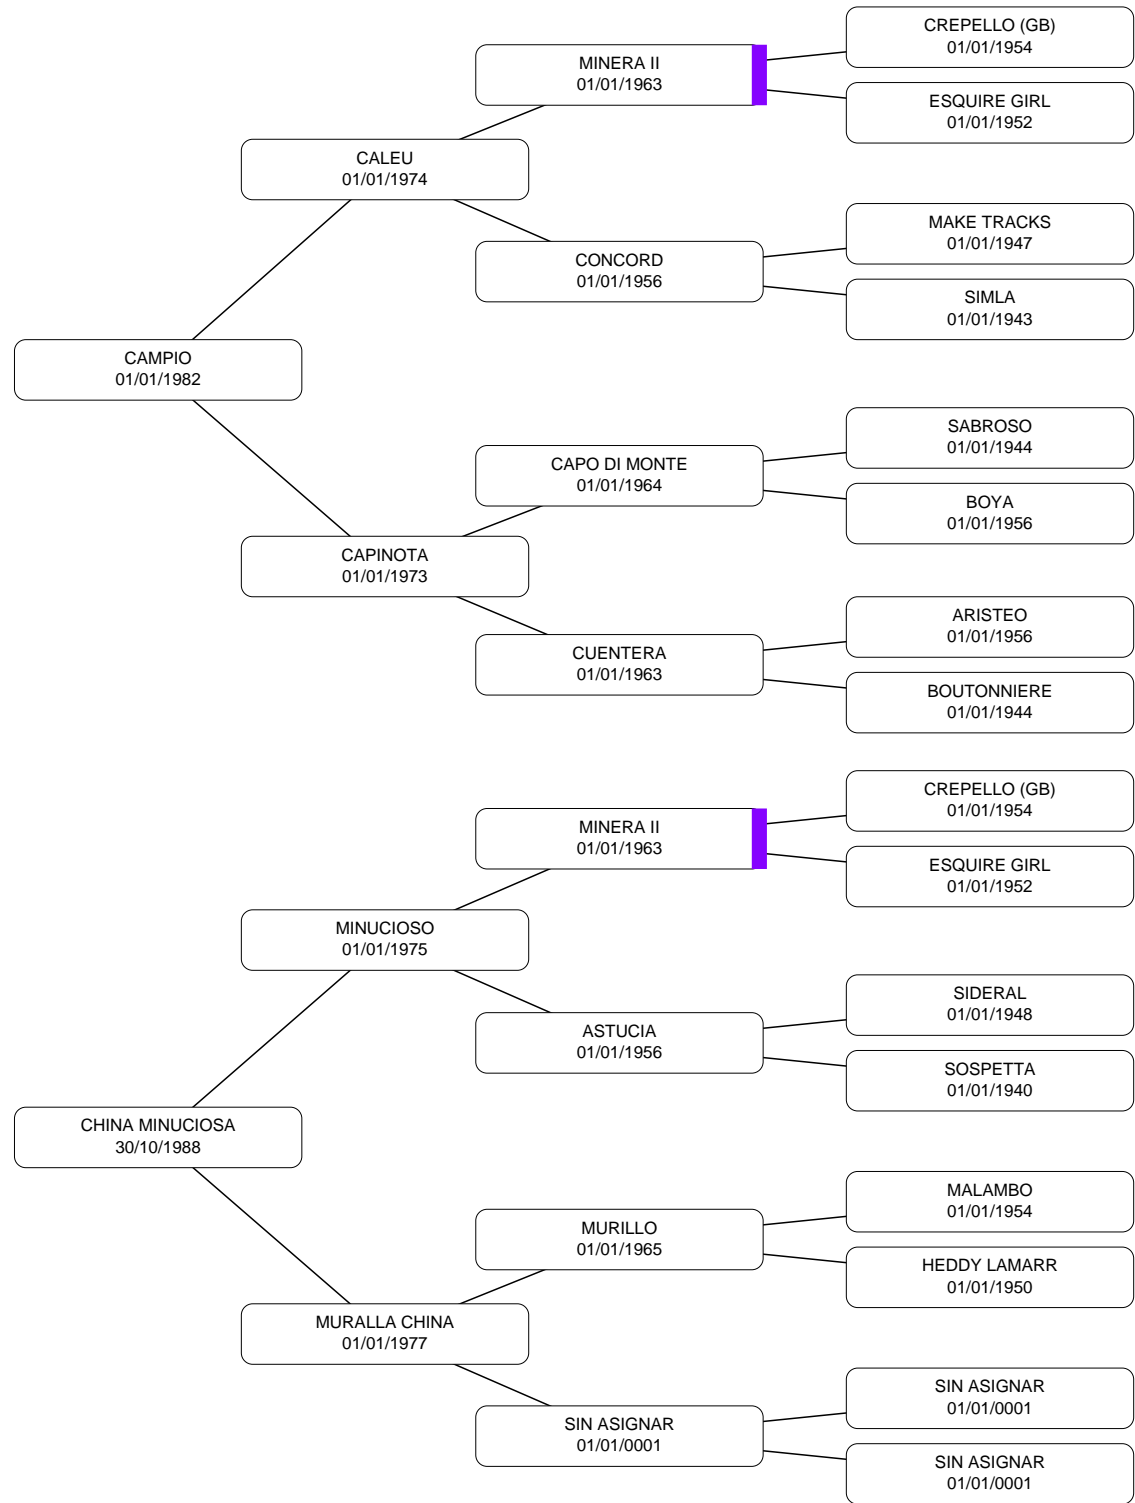 CREPELLO (GB)
01/01/1954
MINERA II
01/01/1963
ESQUIRE GIRL
01/01/1952
CALEU
01/01/1974
MAKE TRACKS
01/01/1947
CONCORD
01/01/1956
SIMLA
01/01/1943
CAMPIO
01/01/1982
SABROSO
01/01/1944
CAPO DI MONTE
01/01/1964
BOYA
01/01/1956
CAPINOTA
01/01/1973
ARISTEO
01/01/1956
CUENTERA
01/01/1963
BOUTONNIERE
01/01/1944
CREPELLO (GB)
01/01/1954
MINERA II
01/01/1963
ESQUIRE GIRL
01/01/1952
MINUCIOSO
01/01/1975
SIDERAL
01/01/1948
ASTUCIA
01/01/1956
SOSPETTA
01/01/1940
CHINA MINUCIOSA
30/10/1988
MALAMBO
01/01/1954
MURILLO
01/01/1965
HEDDY LAMARR
01/01/1950
MURALLA CHINA
01/01/1977
SIN ASIGNAR
01/01/0001
SIN ASIGNAR
01/01/0001
SIN ASIGNAR
01/01/0001